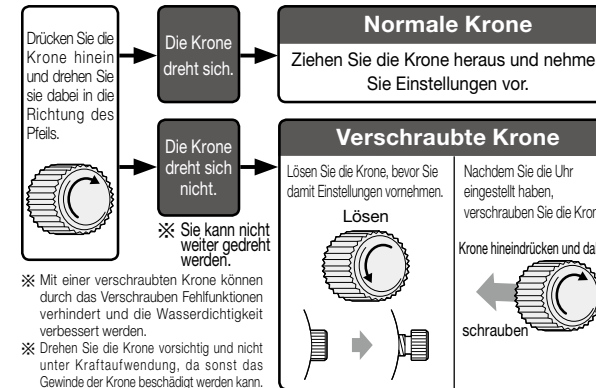 Drücken Sie die
Krone hinein
und drehen Sie
sie dabei in die
Richtung des
Pfeils.
Die Krone
dreht sich.
Normale Krone
Ziehen Sie die Krone heraus und nehme
Sie Einstellungen vor.
Die Krone
dreht sich
nicht.
※ Sie kann nicht
weiter gedreht
werden.
※ Mit einer verschraubten Krone können
durch das Verschrauben Fehlfunktionen
verhindert und die Wasserdichtigkeit
verbessert werden.
※ Drehen Sie die Krone vorsichtig und nicht
unter Kraftaufwendung, da sonst das
Gewinde der Krone beschädigt werden kann.
Verschraubte Krone
Lösen Sie die Krone, bevor Sie
damit Einstellungen vornehmen.
Lösen
Nachdem Sie die Uhr
eingestellt haben,
verschrauben Sie die Kron
Krone hineindrücken und da
schrauben